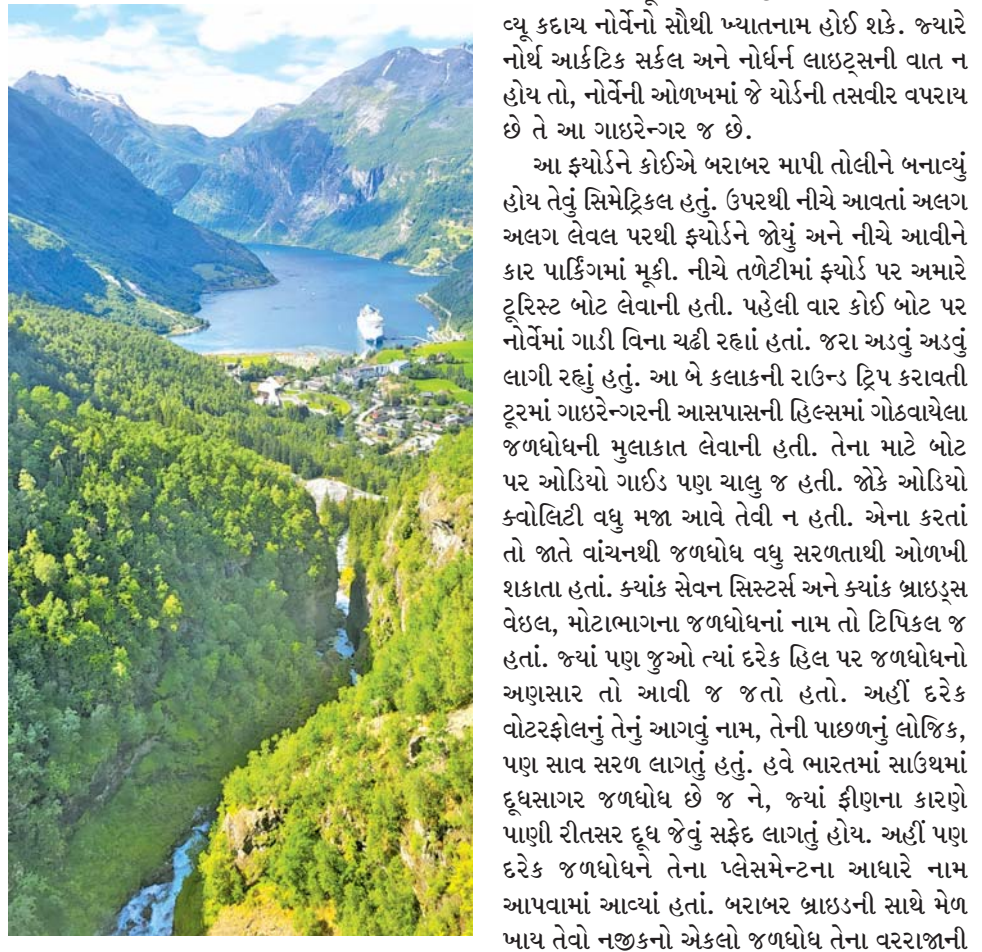 વ્યૂ કદાચ નોર્વેનો સૌથી ખ્યાતનામ હોઈ શકે. જ્યારે
નોર્થ આર્કટિક સર્કલ અને નોર્ધર્ન લાઇટ્સની વાત ન
હોય તો, નોર્વેની ઓળખમાં જે યોર્ડની તસવીર વપરાય
છે તે આ ગાઇરેન્ગર જ છે.
આ ફ્યોર્ડને કોઈએ બરાબર માપી તોલીને બનાવ્યું
હોય તેવું સિમેટ્રિકલ હતું. ઉપરથી નીચે આવતાં અલગ
અલગ લેવલ પરથી ફ્યોર્ડને જોયું અને નીચે આવીને
કાર પાર્કિંગમાં મૂકી. નીચે તળેટીમાં ફ્યોર્ડ પર અમારે
ટૂરિસ્ટ બોટ લેવાની હતી. પહેલી વાર કોઈ બોટ પર
નોર્વેમાં ગાડી વિના ચઢી રહ્યાં હતાં. જરા અડવું અડવું
લાગી રહ્યું હતું. આ બે કલાકની રાઉન્ડ ટ્રિપ કરાવતી
ટૂરમાં ગાઇરેન્ગરની આસપાસની હિલ્સમાં ગોઠવાયેલા
જળધોધની મુલાકાત લેવાની હતી. તેના માટે બોટ
પર ઓડિયો ગાઈડ પણ ચાલુ જ હતી. જોકે ઓડિયો
ક્વોલિટી વધુ મજા આવે તેવી ન હતી. એના કરતાં
તો જાતે વાંચનથી જળધોધ વધુ સરળતાથી ઓળખી
શકાતા હતાં. ક્યાંક સેવન સિસ્ટર્સ અને ક્યાંક બ્રાઇડ્સ
વેઇલ, મોટાભાગના જળધોધનાં નામ તો ટિપિકલ જ
હતાં. જ્યાં પણ જુઓ ત્યાં દરેક હિલ પર જળધોધનો
અણસાર તો આવી જ જતો હતો. અહીં દરેક
વોટરફોલનું તેનું આગવું નામ, તેની પાછળનું લોજિક,
પણ સાવ સરળ લાગતું હતું. હવે ભારતમાં સાઉથમાં
દૂધસાગર જળધોધ છે જ ને, જ્યાં ફીણના કારણે
પાણી રીતસર દૂધ જેવું સફેદ લાગતું હોય. અહીં પણ
દરેક જળધોધને તેના પ્લેસમેન્ટના આધારે નામ
આપવામાં આવ્યાં હતાં. બરાબર બ્રાઇડની સાથે મેળ
ખાય તેવો નજીકનો એકલો જળધોધ તેના વરરાજાની